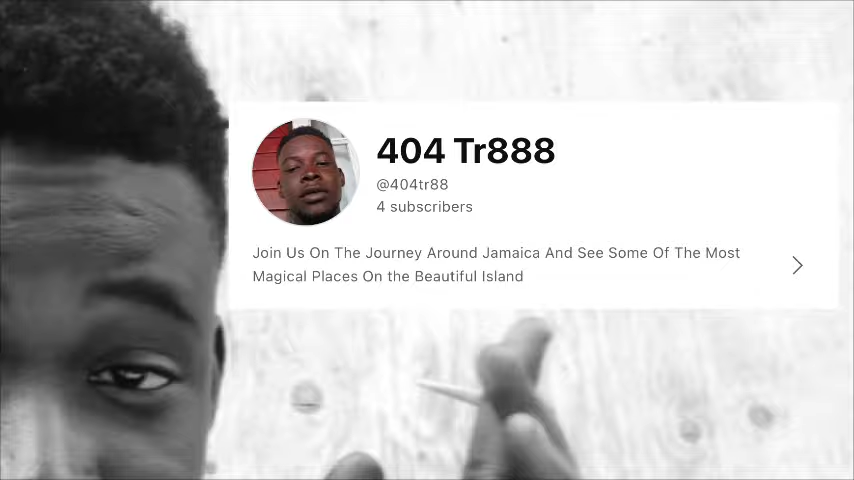 404 Tr888
@404tr88
4 subscribers
Join Us On The Journey Around Jamaica And See Some Of The Most
Magical Places On the Beautiful Island